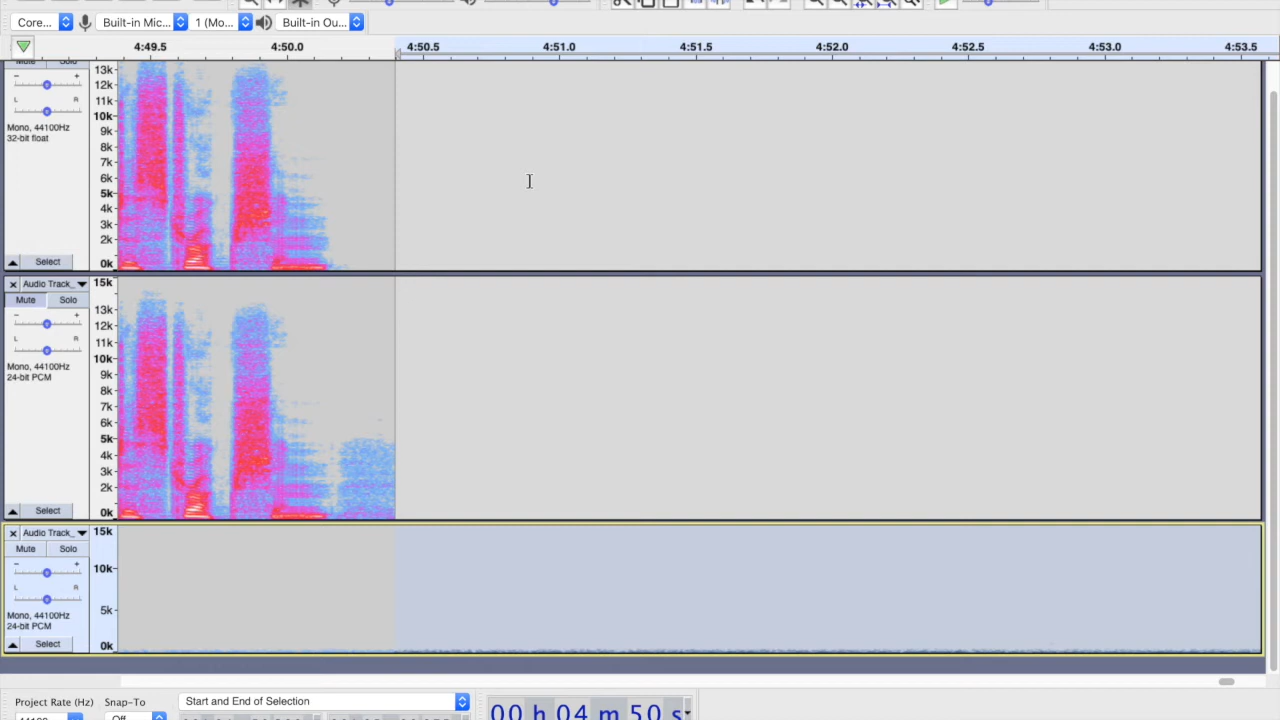 Core... Built-in Mic... 1 (Mo... Built-in Ou...
4:49.5 4:50.0 4:50.5 4:51.0 4:51.5 4:52.0 4:52.5 4:53.0 4:53.5
Mute Solo
- +
L R
Mono, 44100Hz
32-bit float
Select
13k
12k
11k
10k
9k
8k
7k
6k
5k
4k
3k
2k
0k
Audio Track_
Mute Solo
- +
L R
Mono, 44100Hz
24-bit PCM
Select
15k
13k
12k
11k
10k
9k
8k
7k
6k
5k
4k
3k
2k
0k
Audio Track_
Mute Solo
- +
L R
Mono, 44100Hz
24-bit PCM
Select
15k
10k
5k
0k
Project Rate (Hz) Snap-To Start and End of Selection
44100 Off 00 h 04 m 50 s